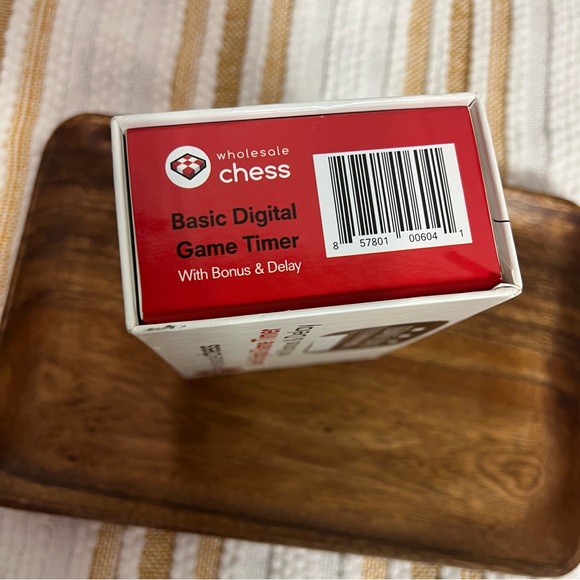 wholesale
chess
Basic Digital
Game Timer
With Bonus & Delay
8 57801 00604 1